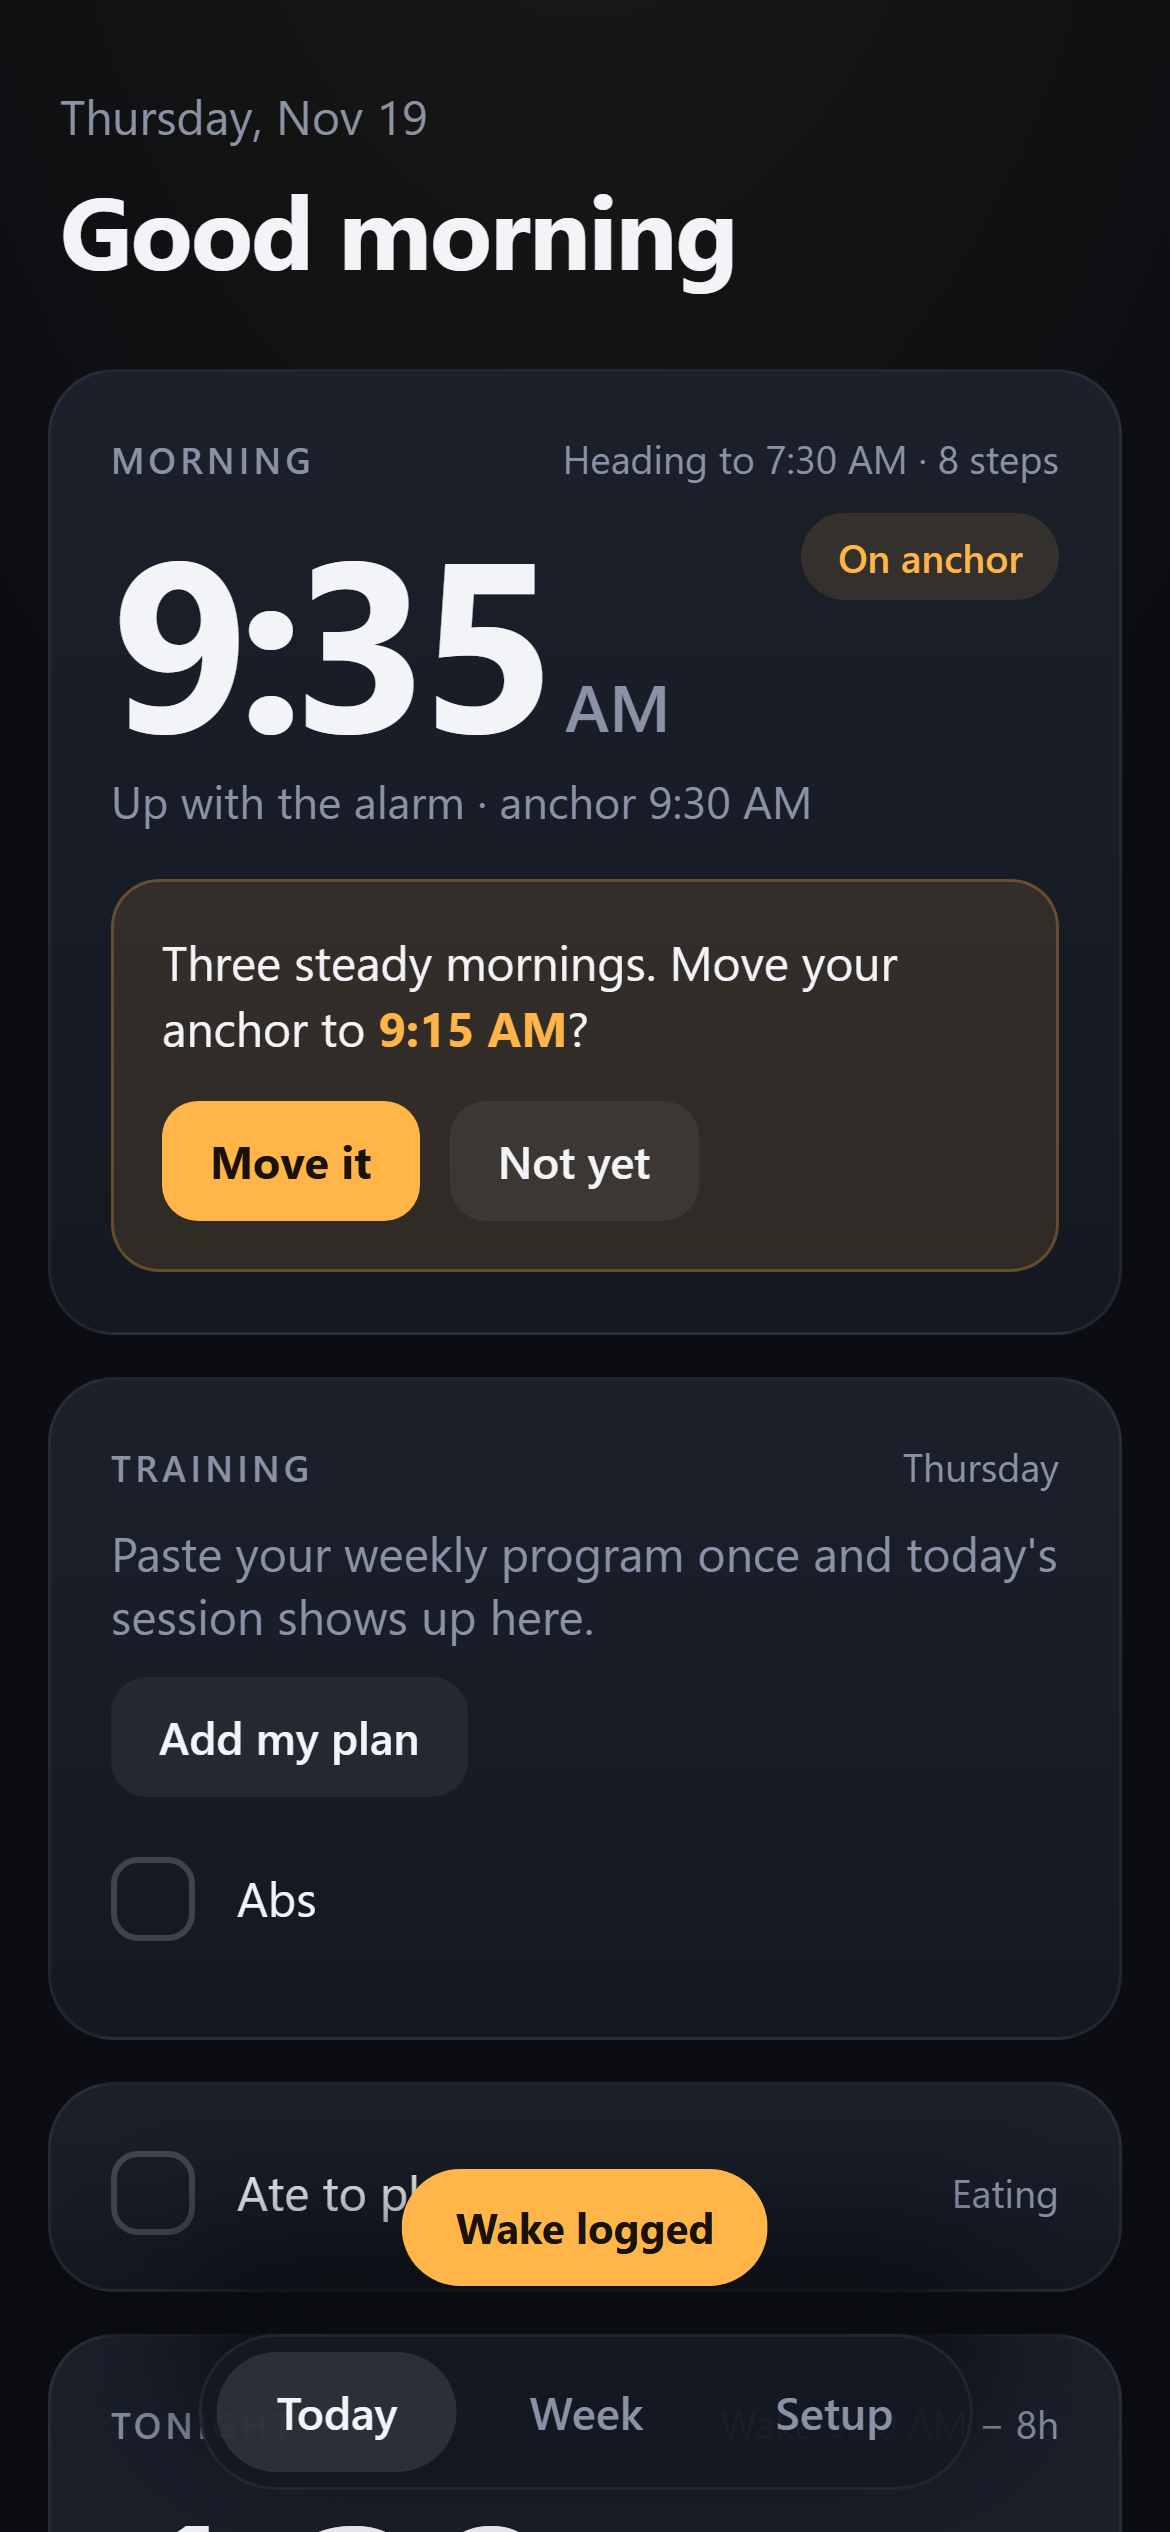 Thursday, Nov 19
Good morning
MORNING
Heading to 7:30 AM · 8 steps
On anchor
9:35 AM
Up with the alarm · anchor 9:30 AM
Three steady mornings. Move your
anchor to 9:15 AM?
Move it
Not yet
TRAINING
Thursday
Paste your weekly program once and today's
session shows up here.
Add my plan
Abs
Ate to
Eating
Wake logged
TONIGHT
AM – 8h
Today
Week
Setup